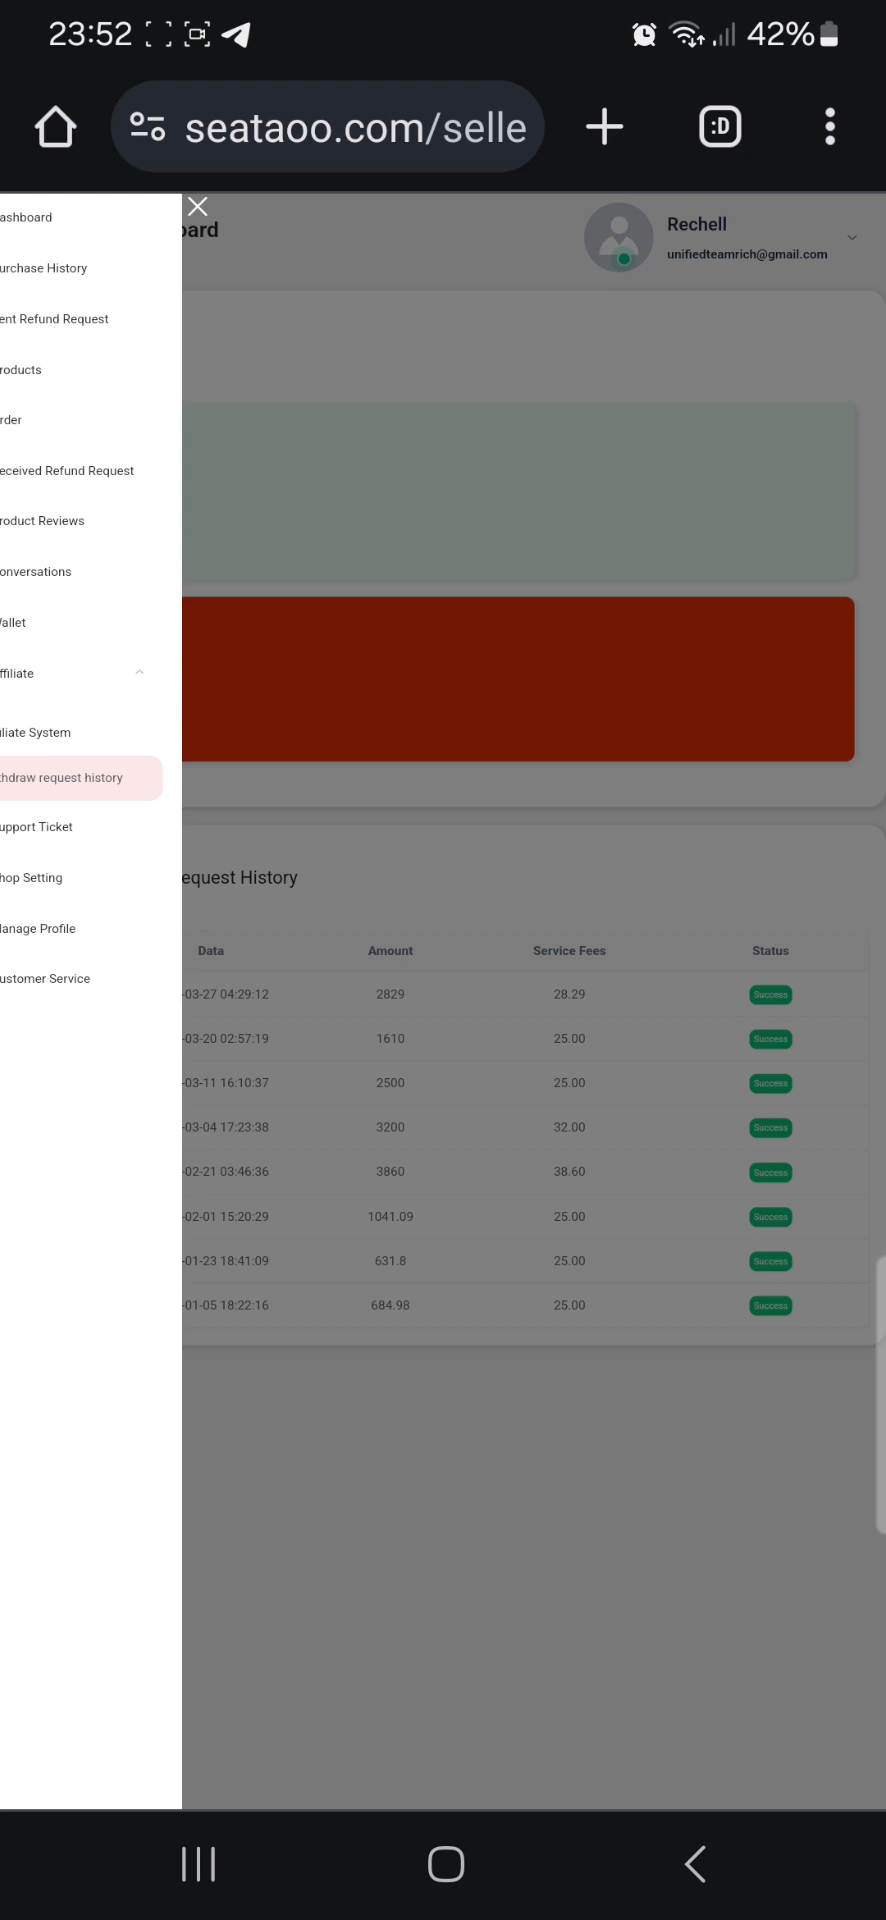 23:52
42%
seataoo.com/selle
:D
ashboard
oard
Rechell
unifiedteamrich@gmail.com
urchase History
ent Refund Request
roducts
rder
eceived Refund Request
roduct Reviews
onversations
allet
ffiliate
iliate System
hdraw request history
upport Ticket
hop Setting
anage Profile
ustomer Service
equest History
Data Amount Service Fees Status
-03-27 04:29:12 2829 28.29 Success
-03-20 02:57:19 1610 25.00 Success
-03-11 16:10:37 2500 25.00 Success
-03-04 17:23:38 3200 32.00 Success
-02-21 03:46:36 3860 38.60 Success
-02-01 15:20:29 1041.09 25.00 Success
-01-23 18:41:09 631.8 25.00 Success
-01-05 18:22:16 684.98 25.00 Success